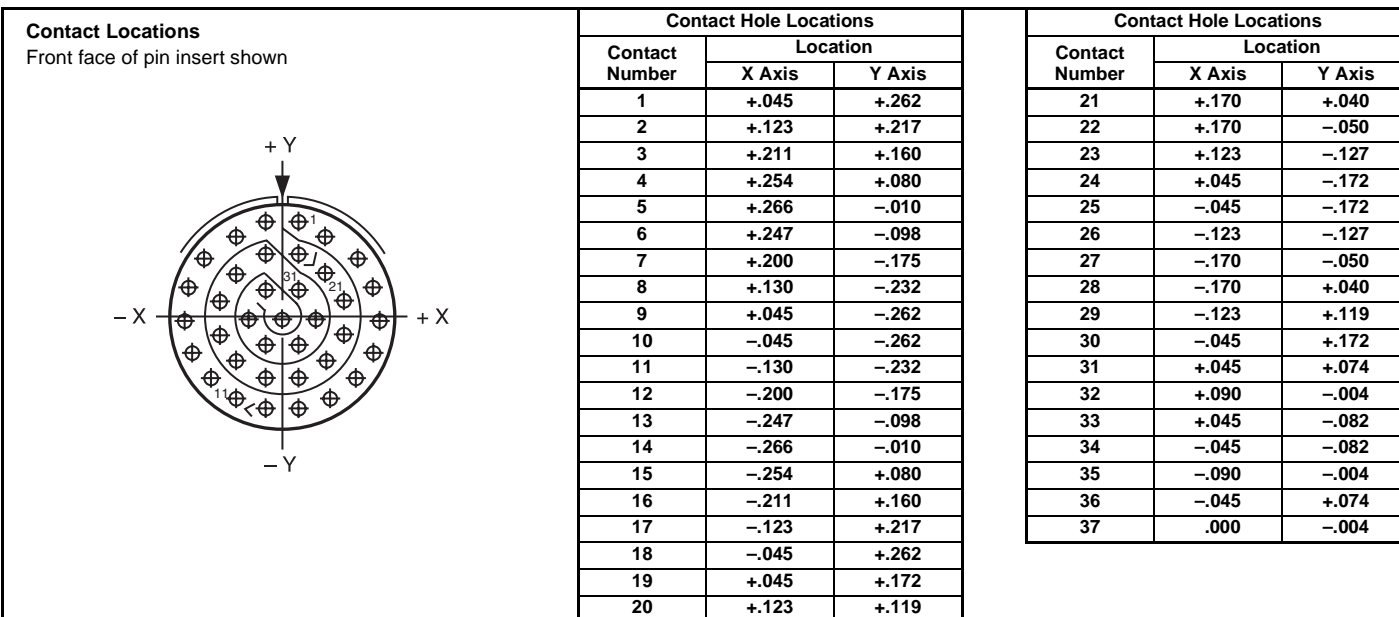 Contact Locations
Front face of pin insert shown
+ Y
1
31
21
– X
+ X
11
– Y
Contact Hole Locations
Contact Number Location
X Axis Y Axis
1 +.045 +.262
2 +.123 +.217
3 +.211 +.160
4 +.254 +.080
5 +.266 –.010
6 +.247 –.098
7 +.200 –.175
8 +.130 –.232
9 +.045 –.262
10 –.045 –.262
11 –.130 –.232
12 –.200 –.175
13 –.247 –.098
14 –.266 –.010
15 –.254 +.080
16 –.211 +.160
17 –.123 +.217
18 –.045 +.262
19 +.045 +.172
20 +.123 +.119
Contact Hole Locations
Contact Number Location
X Axis Y Axis
21 +.170 +.040
22 +.170 –.050
23 +.123 –.127
24 +.045 –.172
25 –.045 –.172
26 –.123 –.127
27 –.170 –.050
28 –.170 +.040
29 –.123 +.119
30 –.045 +.172
31 +.045 +.074
32 +.090 –.004
33 +.045 –.082
34 –.045 –.082
35 –.090 –.004
36 –.045 +.074
37 .000 –.004